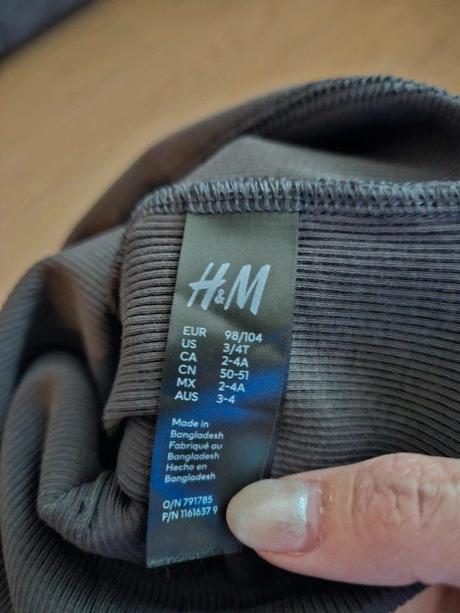 H&M
EUR 98/104
US 3/4T
CA 2-4A
CN 50-51
MX 2-4A
AUS 3-4
Made in
Bangladesh
Fabriqué au
Bangladesh
Hecho en
Bangladesh
O/N 791785
P/N 1161637 9